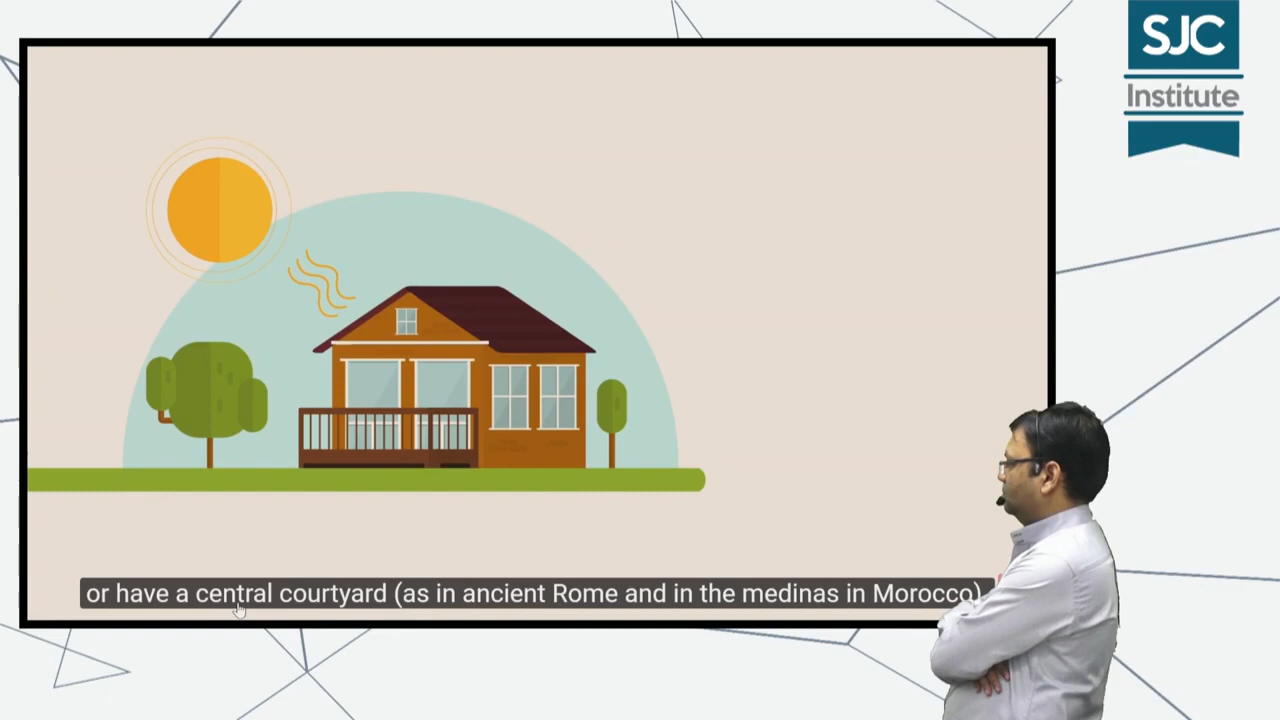 SJC
Institute
or have a central courtyard (as in ancient Rome and in the medinas in Morocco)